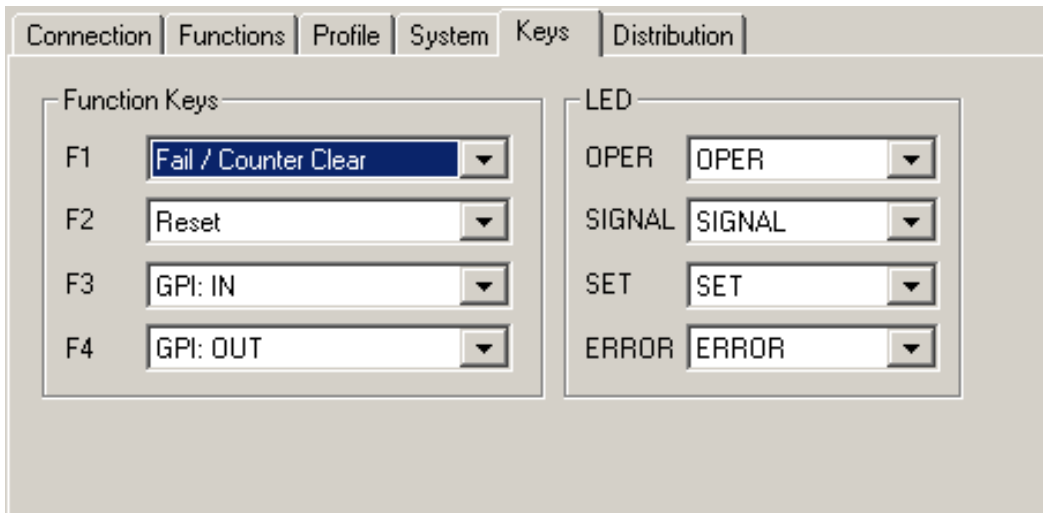 Connection Functions Profile System Keys Distribution
Function Keys
F1 Fail / Counter Clear
F2 Reset
F3 GPI: IN
F4 GPI: OUT
LED
OPER OPER
SIGNAL SIGNAL
SET SET
ERROR ERROR